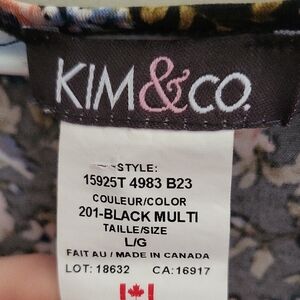 KIM&CO.
STYLE:
15925T 4983 B23
COULEUR/COLOR
201-BLACK MULTI
TAILLE/SIZE
L/G
FAIT AU / MADE IN CANADA
LOT: 18632 CA: 16917